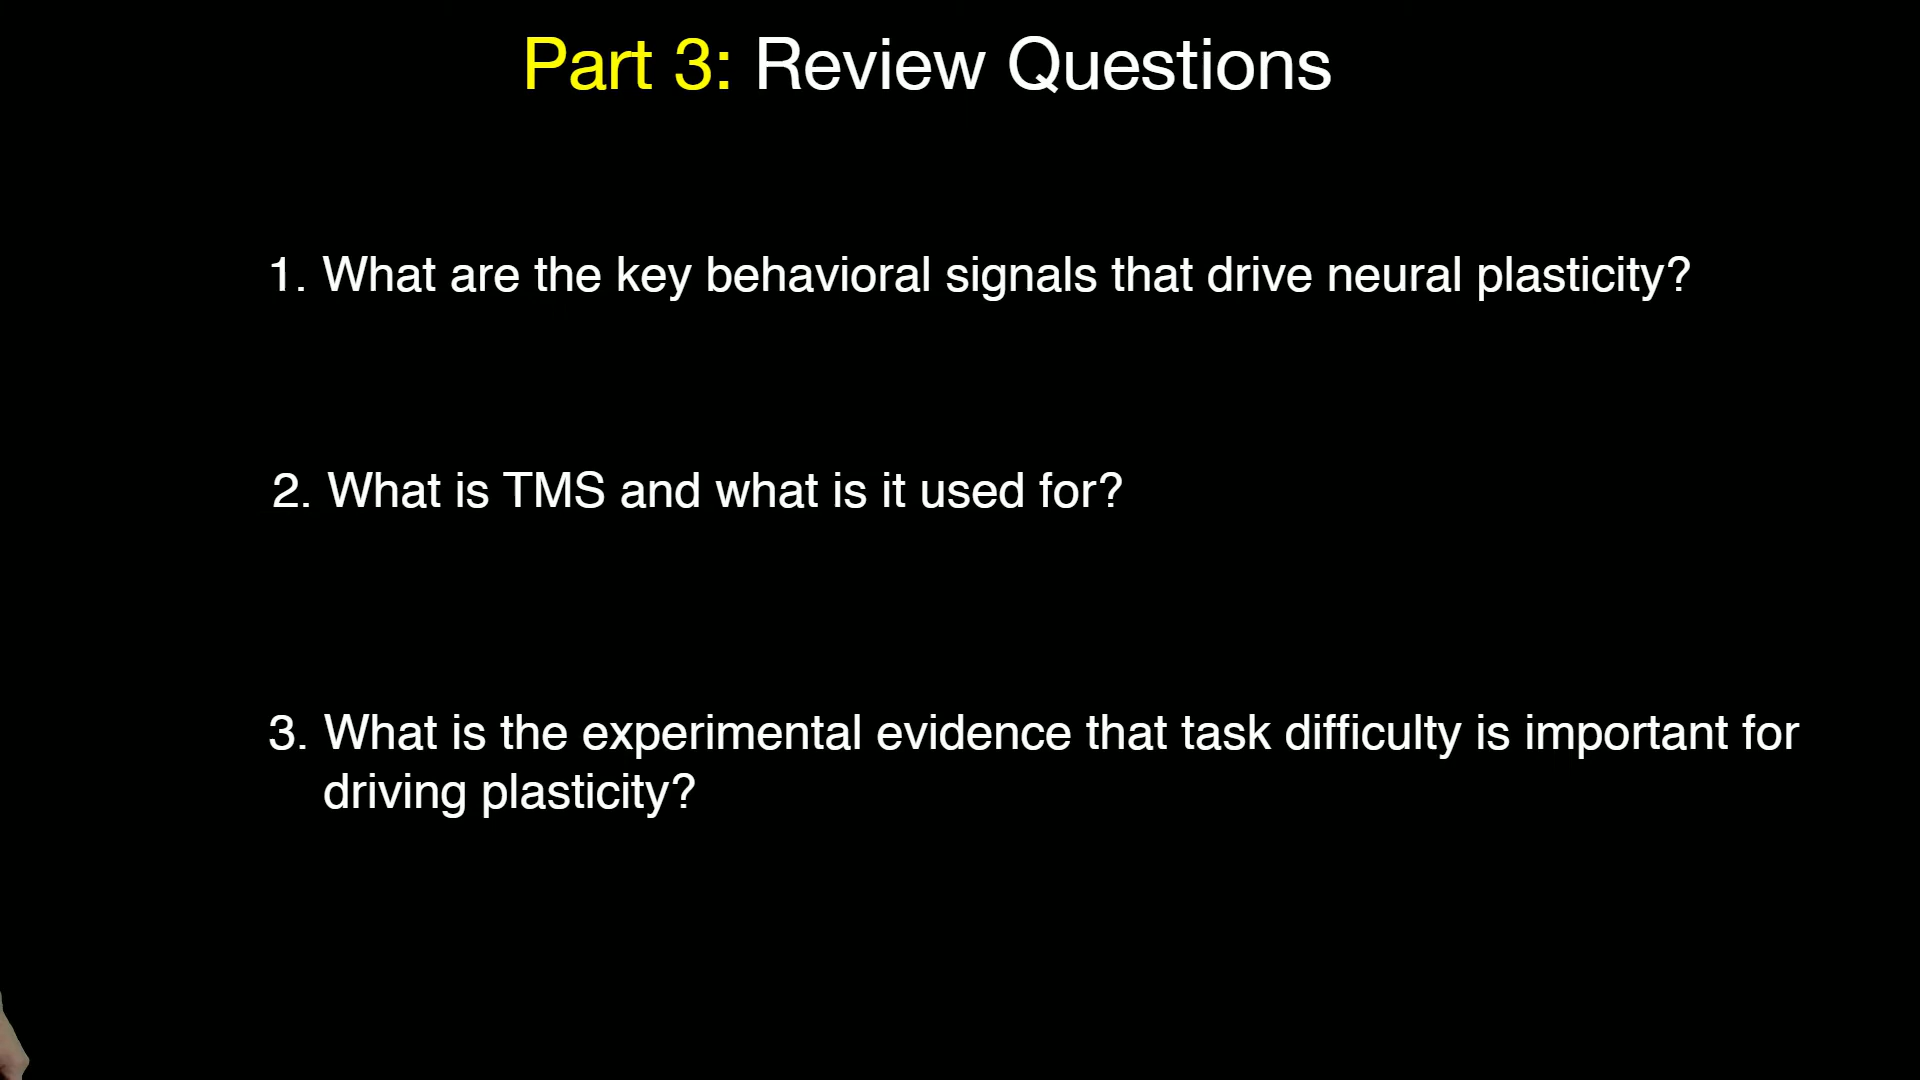 Part 3: Review Questions
1. What are the key behavioral signals that drive neural plasticity?
2. What is TMS and what is it used for?
3. What is the experimental evidence that task difficulty is important for
driving plasticity?